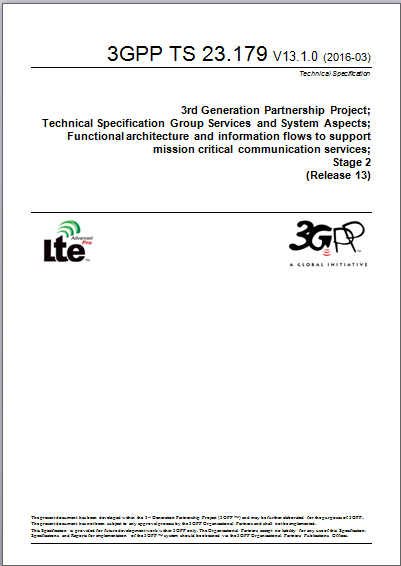 3GPP TS 23.179 V13.1.0 (2016-03)
Technical Specification
3rd Generation Partnership Project;
Technical Specification Group Services and System Aspects;
Functional architecture and information flows to support
mission critical communication services;
Stage 2
(Release 13)
Lte Advanced Pro ™
3GPP ™
A GLOBAL INITIATIVE
The present document has been developed within the 3rd Generation Partnership Project (3GPP ™) and may be further elaborated for the purposes of 3GPP.
The present document has not been subject to any approval process by the 3GPP Organizational Partners and shall not be implemented.
This Specification is provided for future development work within 3GPP only. The Organizational Partners accept no liability for any use of this Specification.
Specifications and Reports for implementation of the 3GPP ™ system should be obtained via the 3GPP Organizational Partners' Publications Offices.